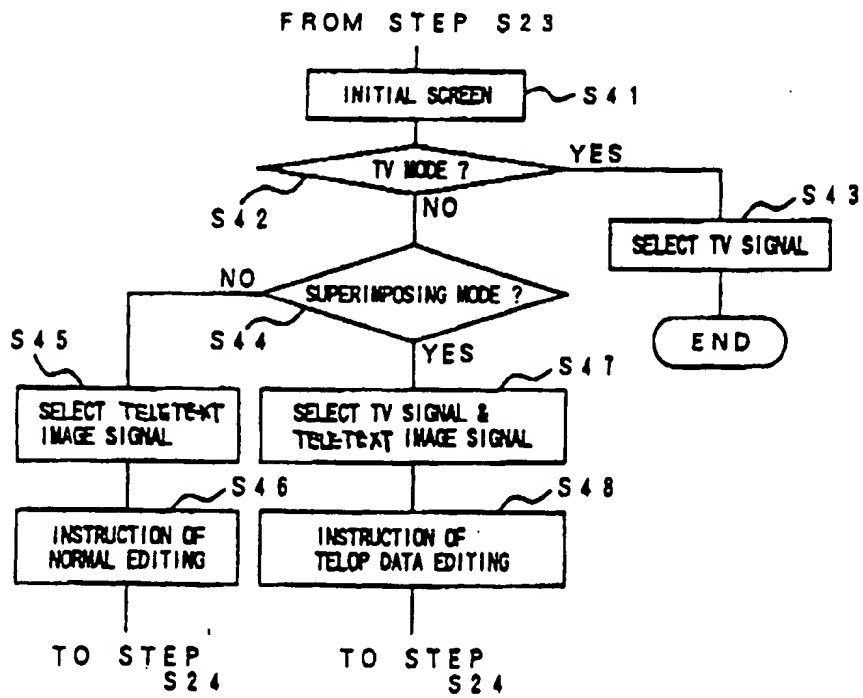 FROM STEP S23
INITIAL SCREEN
S41
TV MODE ?
YES
S42
NO
S43
SELECT TV SIGNAL
END
SUPERIMPOSING MODE ?
NO
S44
YES
S45
SELECT TELETEXT
IMAGE SIGNAL
S47
SELECT TV SIGNAL &
TELETEXT IMAGE SIGNAL
S46
INSTRUCTION OF
NORMAL EDITING
S48
INSTRUCTION OF
TELOP DATA EDITING
TO STEP
S24
TO STEP
S24